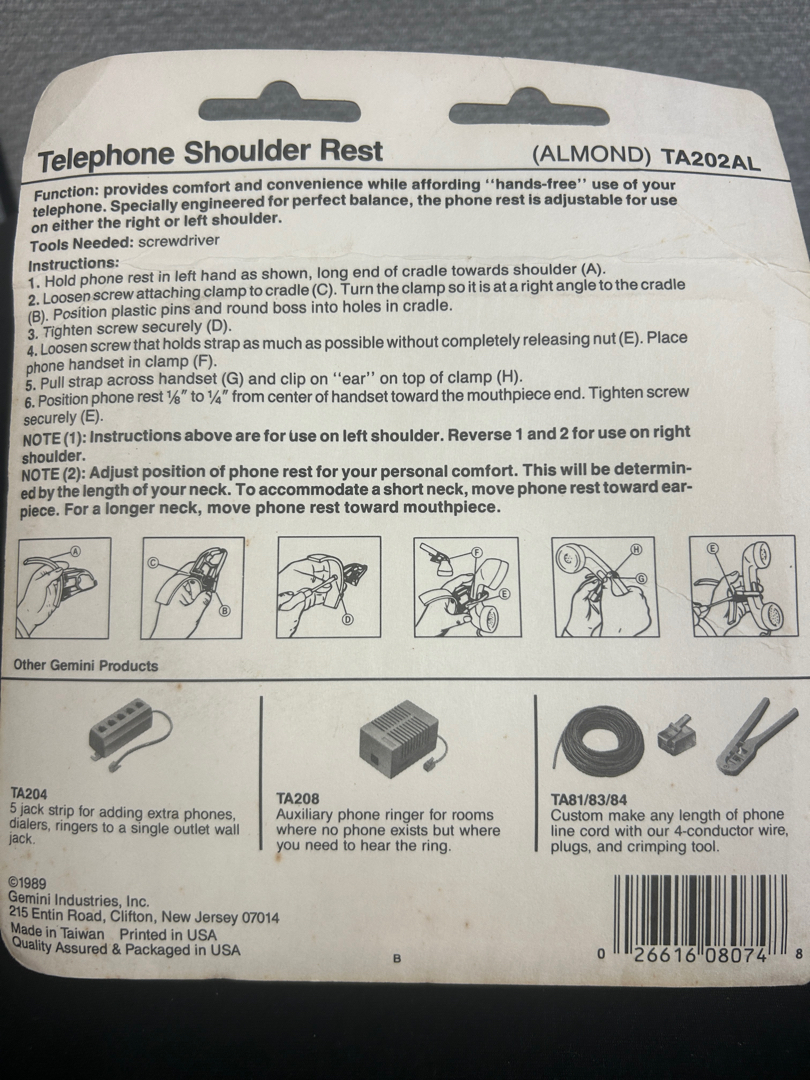 Telephone Shoulder Rest (ALMOND) TA202AL
Function: provides comfort and convenience while affording "hands-free" use of your
telephone. Specially engineered for perfect balance, the phone rest is adjustable for use
on either the right or left shoulder.
Tools Needed: screwdriver
Instructions:
1. Hold phone rest in left hand as shown, long end of cradle towards shoulder (A).
2. Loosen screw attaching clamp to cradle (C). Turn the clamp so it is at a right angle to the cradle
(B). Position plastic pins and round boss into holes in cradle.
3. Tighten screw securely (D).
4. Loosen screw that holds strap as much as possible without completely releasing nut (E). Place
phone handset in clamp (F).
5. Pull strap across handset (G) and clip on "ear" on top of clamp (H).
6. Position phone rest ⅛" to ¼" from center of handset toward the mouthpiece end. Tighten screw
securely (E).
NOTE (1): Instructions above are for use on left shoulder. Reverse 1 and 2 for use on right
shoulder.
NOTE (2): Adjust position of phone rest for your personal comfort. This will be determin-
ed by the length of your neck. To accommodate a short neck, move phone rest toward ear-
piece. For a longer neck, move phone rest toward mouthpiece.
A
C
B
D
F
E
H
G
E
Other Gemini Products
TA204
5 jack strip for adding extra phones,
dialers, ringers to a single outlet wall
jack.
TA208
Auxiliary phone ringer for rooms
where no phone exists but where
you need to hear the ring.
TA81/83/84
Custom make any length of phone
line cord with our 4-conductor wire,
plugs, and crimping tool.
©1989
Gemini Industries, Inc.
215 Entin Road, Clifton, New Jersey 07014
Made in Taiwan Printed in USA
Quality Assured & Packaged in USA
B
0 26616 08074 8